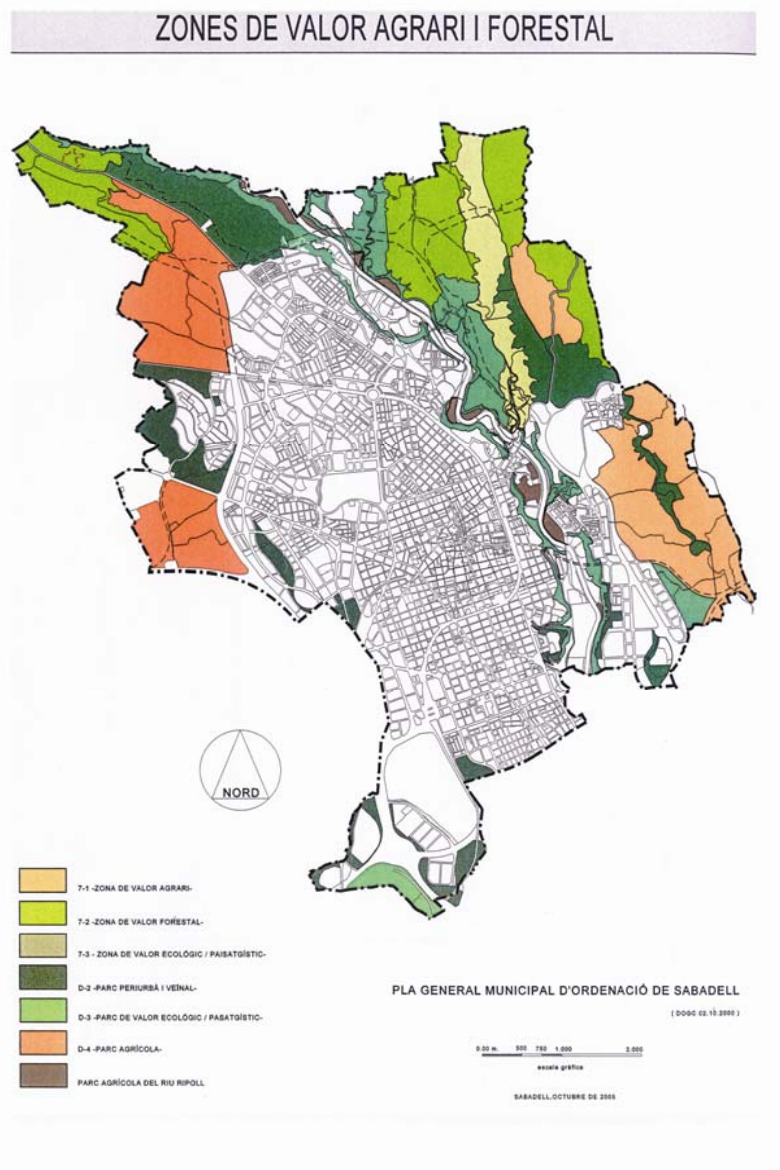 ZONES DE VALOR AGRARI I FORESTAL
NORD
7-1 -ZONA DE VALOR AGRARI-
7-2 -ZONA DE VALOR FORESTAL-
7-3 - ZONA DE VALOR ECOLÓGIC / PAISATGÍSTIC-
D-2 -PARC PERIURBÀ I VEÏNAL-
D-3 -PARC DE VALOR ECOLÓGIC / PASATGÍSTIC-
D-4 -PARC AGRÍCOLA-
PARC AGRÍCOLA DEL RIU RIPOLL
PLA GENERAL MUNICIPAL D'ORDENACIÓ DE SABADELL
( DOGC 02.10.2000 )
0.00 m. 500 750 1.000 2.000
escala gràfica
SABADELL,OCTUBRE DE 2005